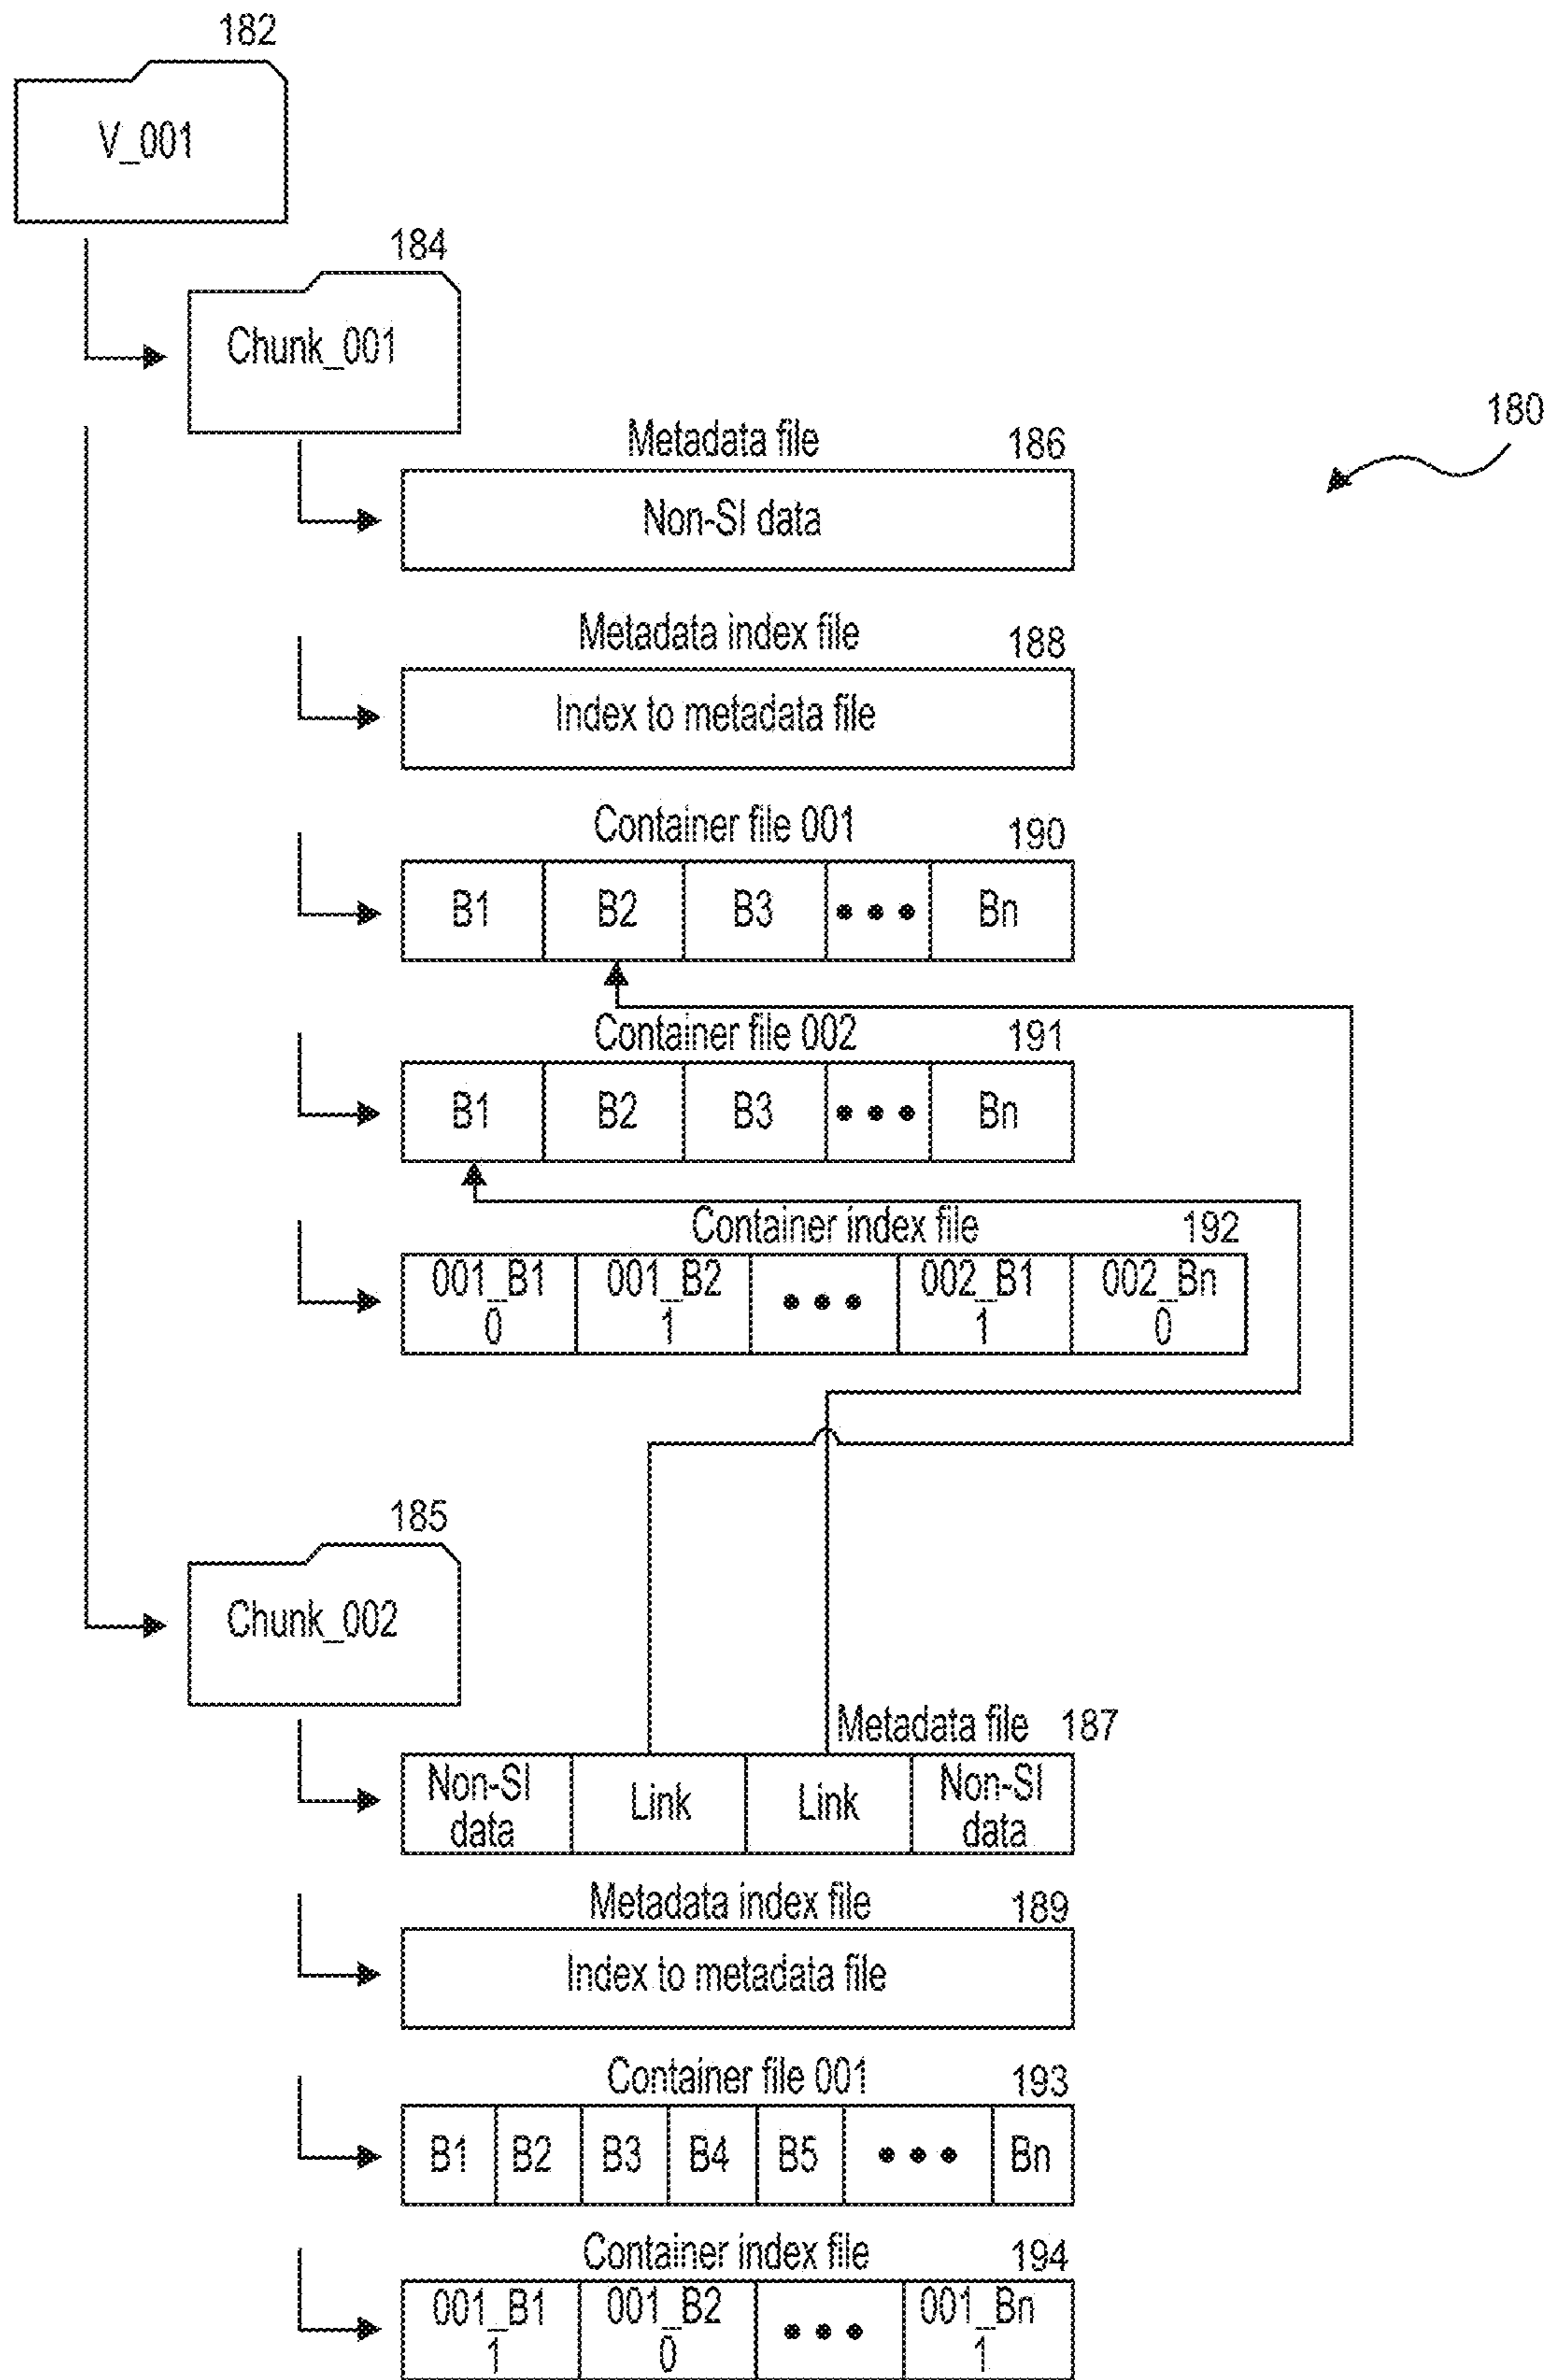 182
V_001
184
Chunk_001
180
Metadata file 186
Non-SI data
Metadata index file 188
Index to metadata file
Container file 001 190
B1 B2 B3 ••• Bn
Container file 002 191
B1 B2 B3 ••• Bn
Container index file 192
001_B1 001_B2 ••• 002_B1 002_Bn
0 1 1 0
185
Chunk_002
Metadata file 187
Non-SI Link Link Non-SI
data data
Metadata index file 189
Index to metadata file
Container file 001 193
B1 B2 B3 B4 B5 ••• Bn
Container index file 194
001_B1 001_B2 ••• 001_Bn
1 0 1